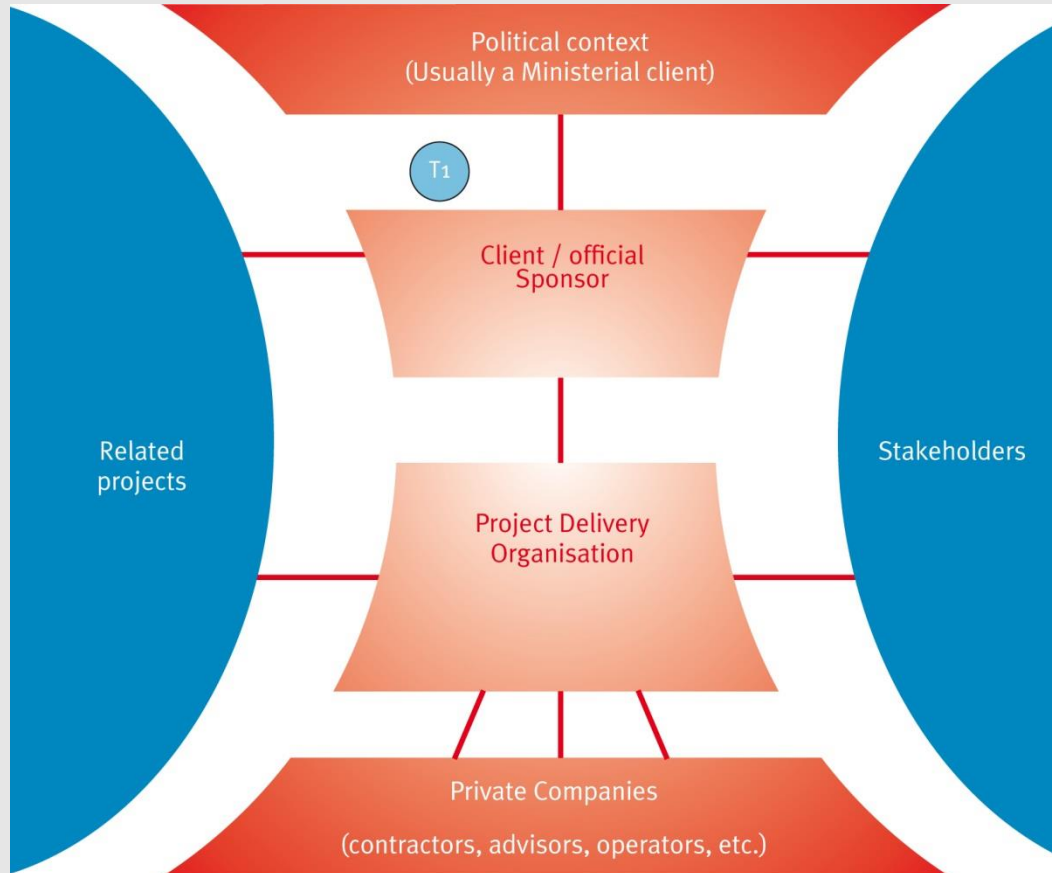 Political context
(Usually a Ministerial client)
T1
Client / official
Sponsor
Related
projects
Stakeholders
Project Delivery
Organisation
Private Companies
(contractors, advisors, operators, etc.)